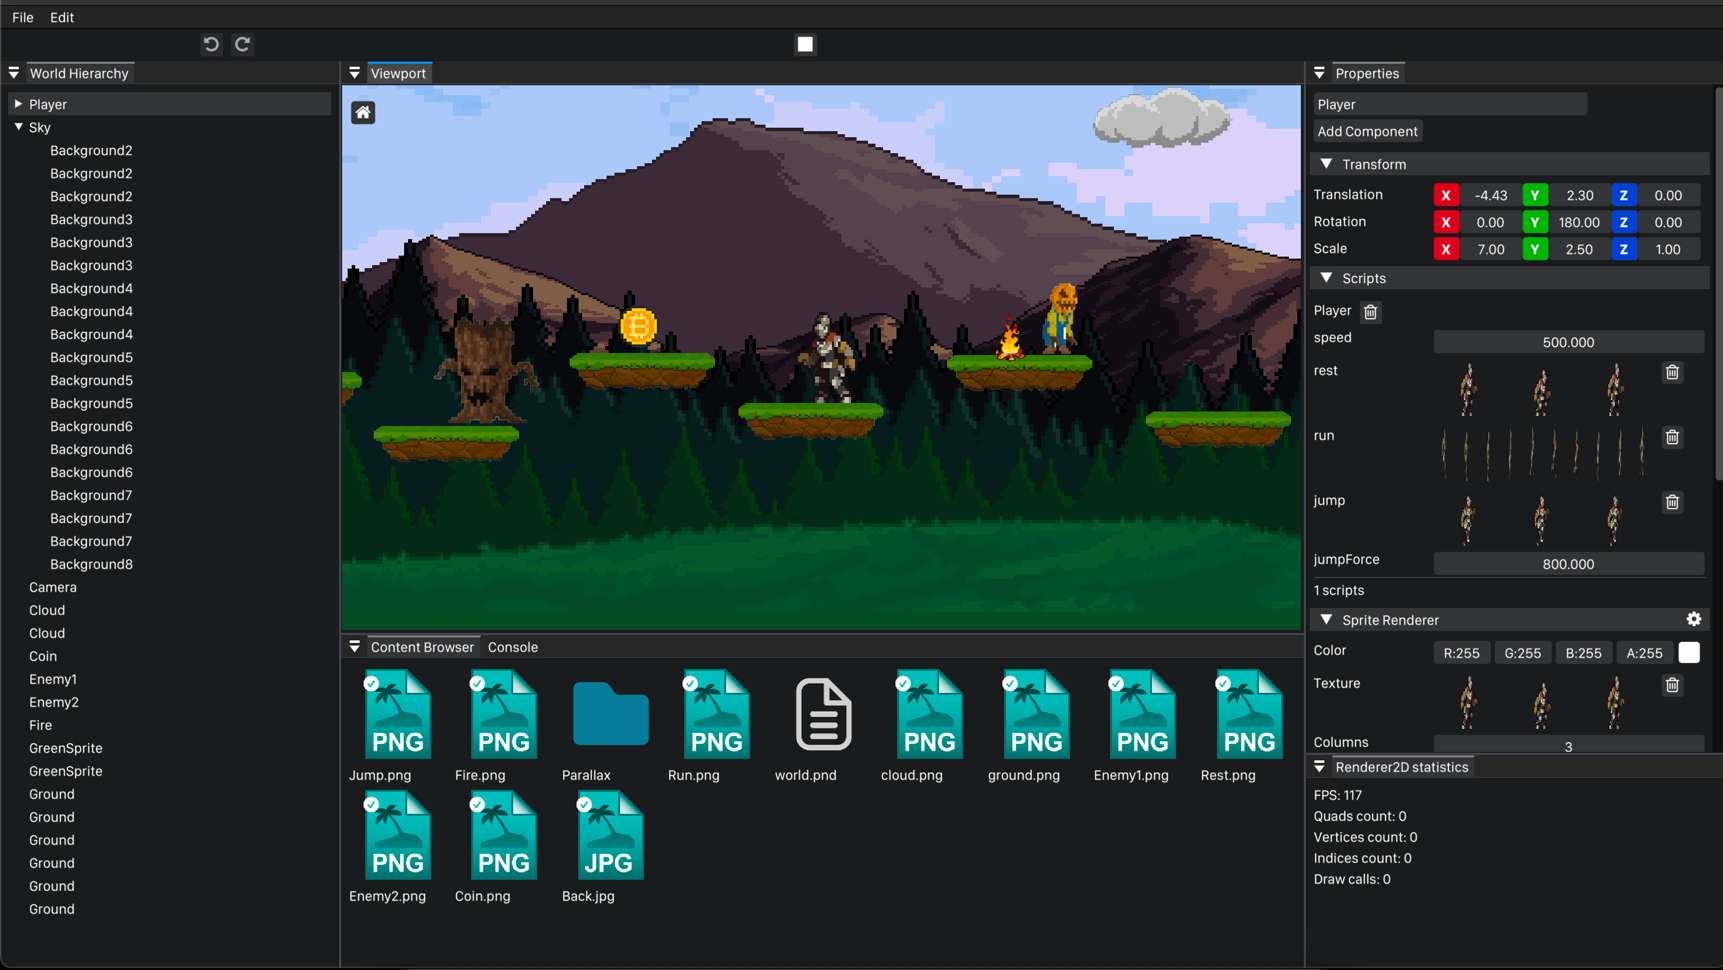 File Edit
World Hierarchy
Player
Sky
Background2
Background2
Background2
Background3
Background3
Background3
Background4
Background4
Background4
Background5
Background5
Background5
Background6
Background6
Background6
Background7
Background7
Background7
Background8
Camera
Cloud
Cloud
Coin
Enemy1
Enemy2
Fire
GreenSprite
GreenSprite
Ground
Ground
Ground
Ground
Ground
Ground
Viewport
B
Content Browser Console
PNG PNG PNG PNG PNG PNG PNG
Jump.png Fire.png Parallax Run.png world.pnd cloud.png ground.png Enemy1.png Rest.png
PNG PNG JPG
Enemy2.png Coin.png Back.jpg
Properties
Player
Add Component
Transform
Translation X -4.43 Y 2.30 Z 0.00
Rotation X 0.00 Y 180.00 Z 0.00
Scale X 7.00 Y 2.50 Z 1.00
Scripts
Player
speed 500.000
rest
run
jump
jumpForce 800.000
1 scripts
Sprite Renderer
Color R:255 G:255 B:255 A:255
Texture
Columns 3
Renderer2D statistics
FPS: 117
Quads count: 0
Vertices count: 0
Indices count: 0
Draw calls: 0